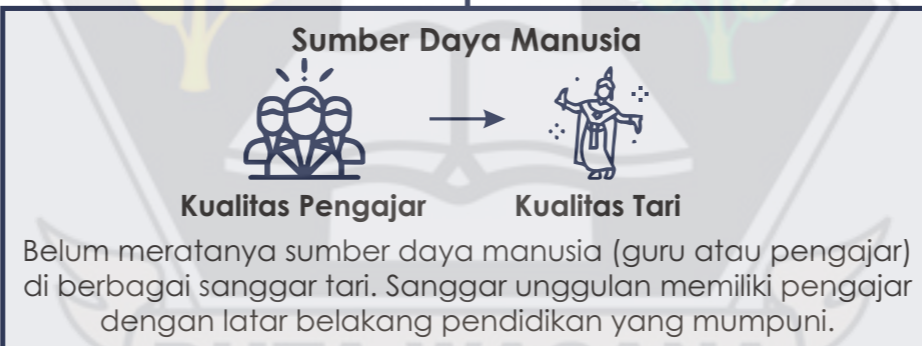 Sumber Daya Manusia
Kualitas Pengajar
Kualitas Tari
Belum meratanya sumber daya manusia (guru atau pengajar)
di berbagai sanggar tari. Sanggar unggulan memiliki pengajar
dengan latar belakang pendidikan yang mumpuni.